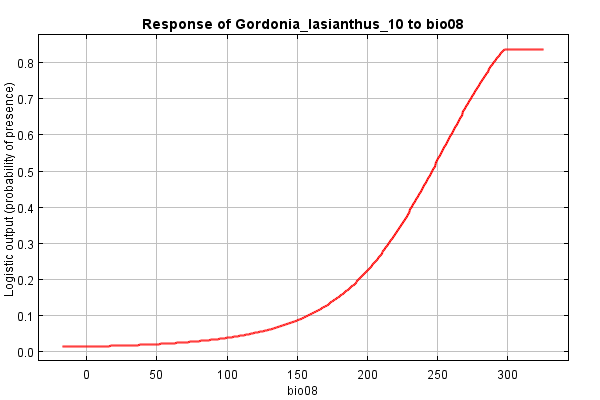 Response of Gordonia_lasianthus_10 to bio08
Logistic output (probability of presence)
0.8
0.7
0.6
0.5
0.4
0.3
0.2
0.1
0.0
0 50 100 150 200 250 300
bio08